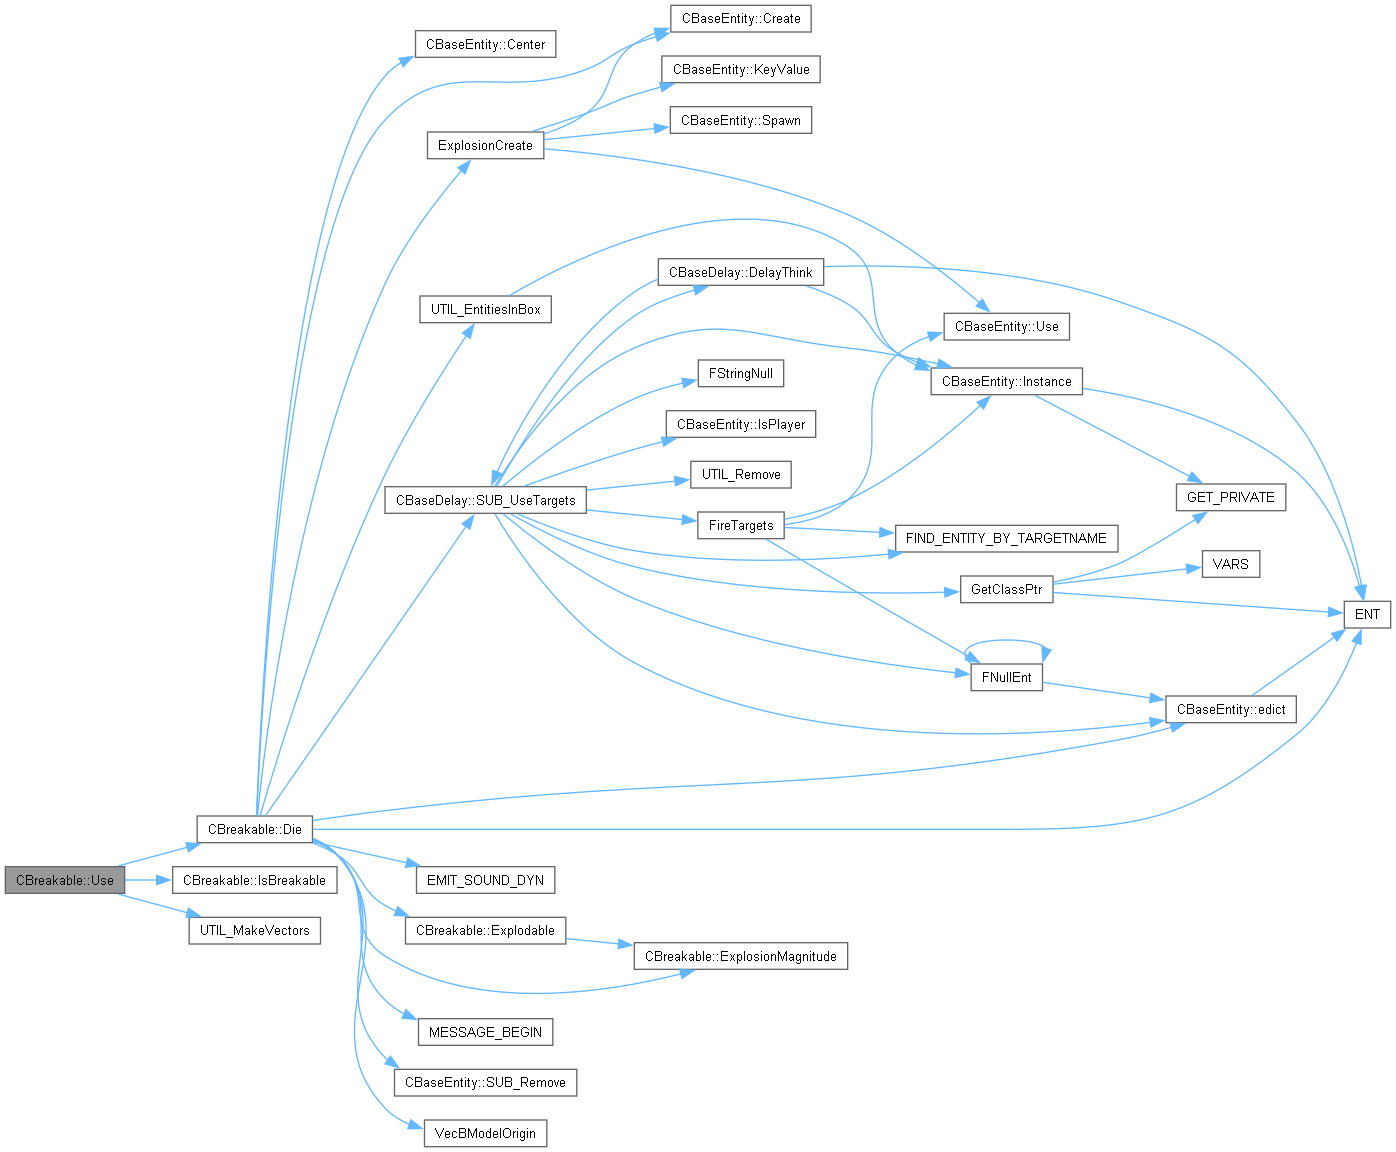 CBaseEntity::Create
CBaseEntity::Center
CBaseEntity::KeyValue
CBaseEntity::Spawn
ExplosionCreate
CBaseDelay::DelayThink
UTIL_EntitiesInBox
CBaseEntity::Use
FStringNull
CBaseEntity::Instance
CBaseEntity::IsPlayer
UTIL_Remove
CBaseDelay::SUB_UseTargets
GET_PRIVATE
FireTargets
FIND_ENTITY_BY_TARGETNAME
VARS
GetClassPtr
ENT
FNullEnt
CBaseEntity::edict
CBreakable::Die
CBreakable::Use
CBreakable::IsBreakable
EMIT_SOUND_DYN
UTIL_MakeVectors
CBreakable::Explodable
CBreakable::ExplosionMagnitude
MESSAGE_BEGIN
CBaseEntity::SUB_Remove
VecBModelOrigin